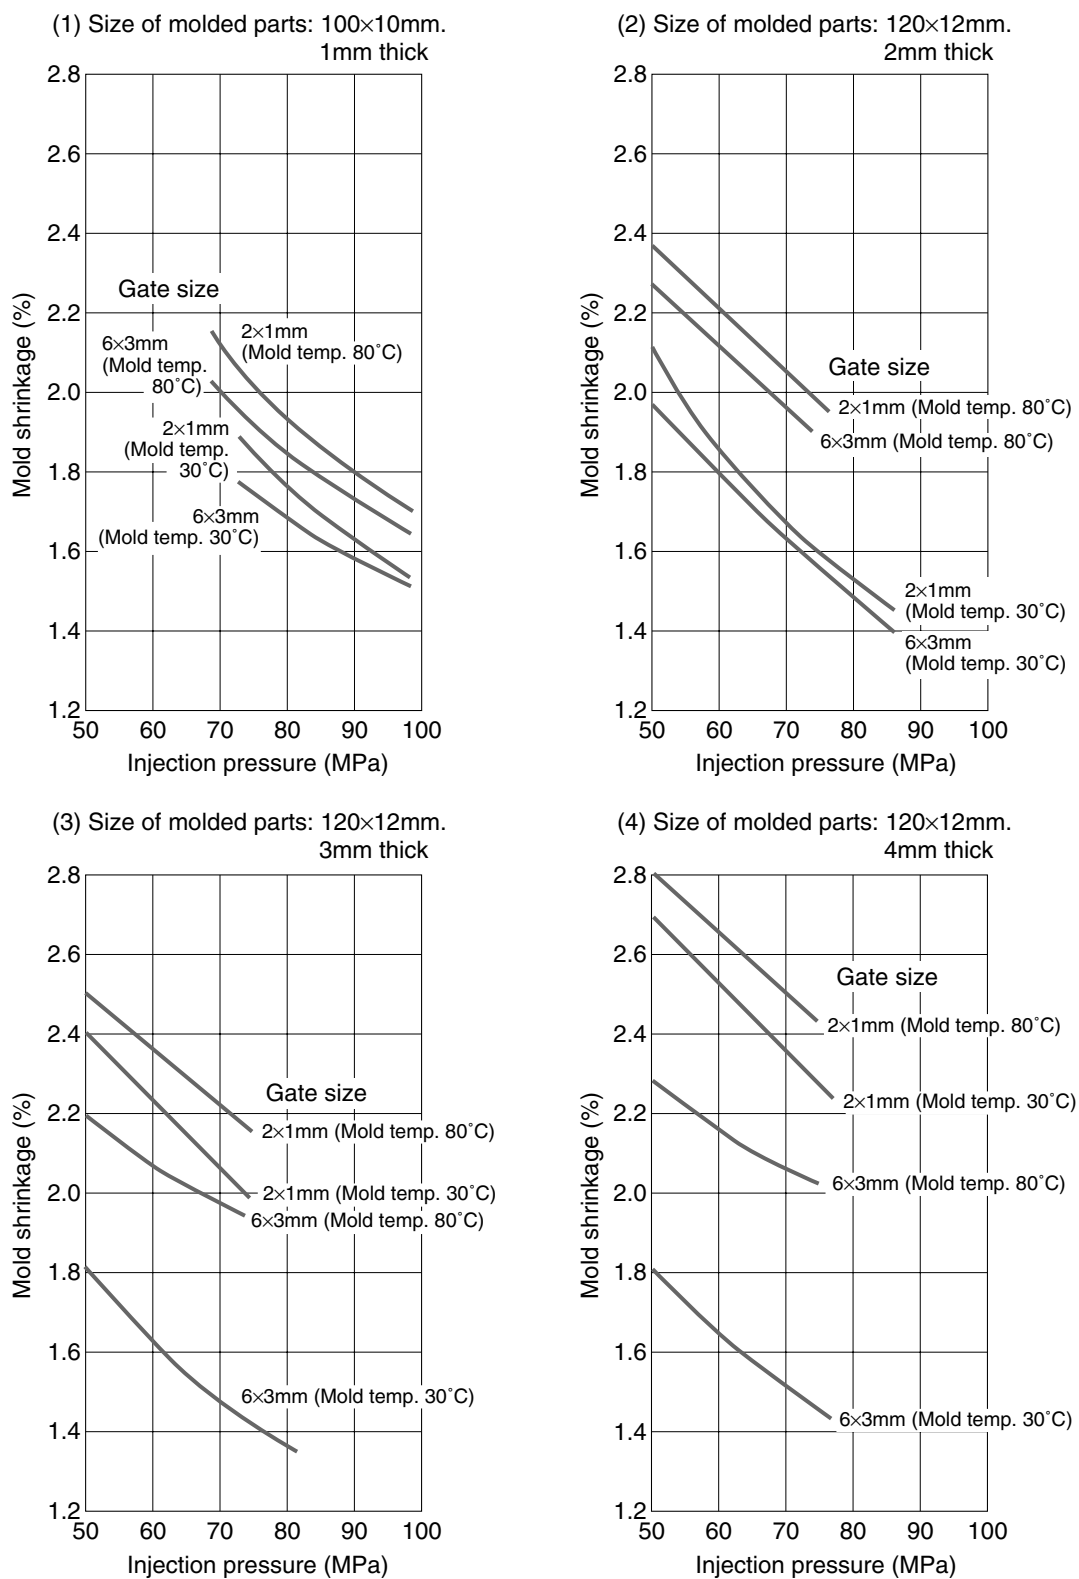 (1) Size of molded parts: 100×10mm.
1mm thick
2.8
2.6
2.4
2.2
2.0
1.8
1.6
1.4
1.2
Mold shrinkage (%)
Gate size
2×1mm
(Mold temp. 80˚C)
6×3mm
(Mold temp.
80˚C)
2×1mm
(Mold temp.
30˚C)
6×3mm
(Mold temp. 30˚C)
50 60 70 80 90 100
Injection pressure (MPa)
(2) Size of molded parts: 120×12mm.
2mm thick
2.8
2.6
2.4
2.2
2.0
1.8
1.6
1.4
1.2
Mold shrinkage (%)
Gate size
2×1mm (Mold temp. 80˚C)
6×3mm (Mold temp. 80˚C)
2×1mm
(Mold temp. 30˚C)
6×3mm
(Mold temp. 30˚C)
50 60 70 80 90 100
Injection pressure (MPa)
(3) Size of molded parts: 120×12mm.
3mm thick
2.8
2.6
2.4
2.2
2.0
1.8
1.6
1.4
1.2
Mold shrinkage (%)
Gate size
2×1mm (Mold temp. 80˚C)
2×1mm (Mold temp. 30˚C)
6×3mm (Mold temp. 80˚C)
6×3mm (Mold temp. 30˚C)
50 60 70 80 90 100
Injection pressure (MPa)
(4) Size of molded parts: 120×12mm.
4mm thick
2.8
2.6
2.4
2.2
2.0
1.8
1.6
1.4
1.2
Mold shrinkage (%)
Gate size
2×1mm (Mold temp. 80˚C)
2×1mm (Mold temp. 30˚C)
6×3mm (Mold temp. 80˚C)
6×3mm (Mold temp. 30˚C)
50 60 70 80 90 100
Injection pressure (MPa)